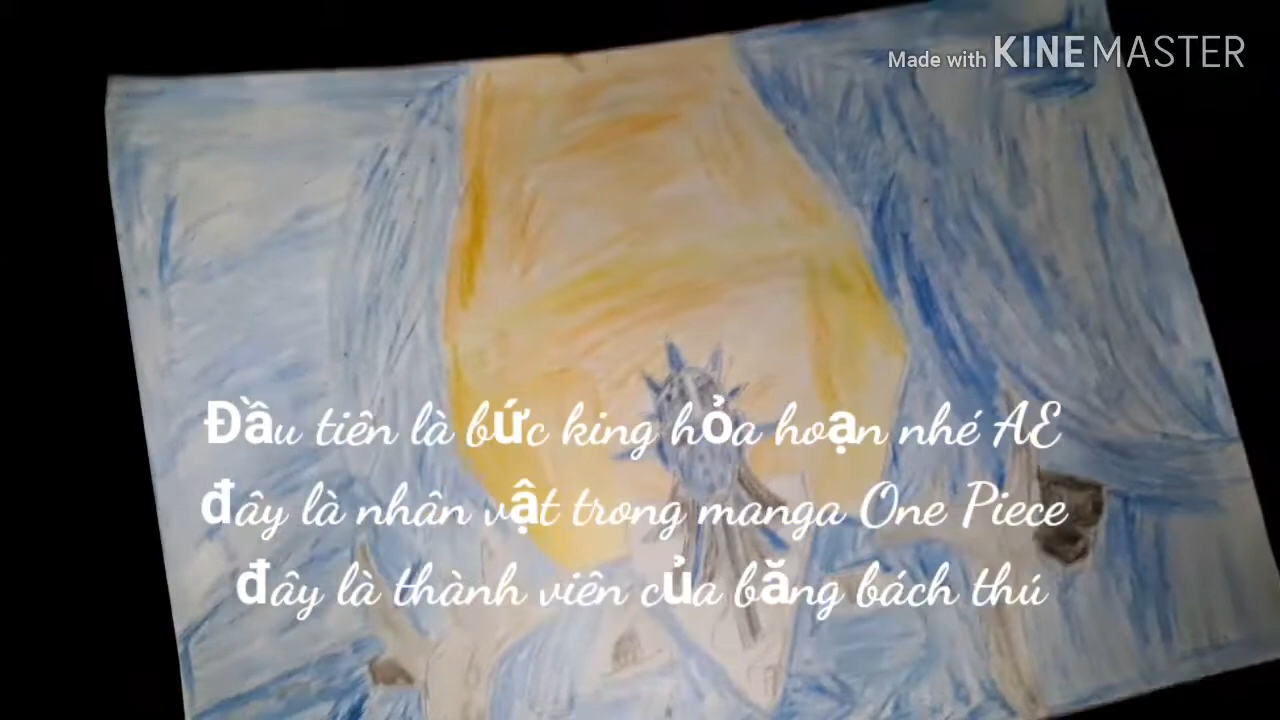 Made with KINEMASTER
Đầu tiên là bức king hỏa hoạn nhé AE
đây là nhân vật trong manga One Piece
đây là thành viên của băng bách thú